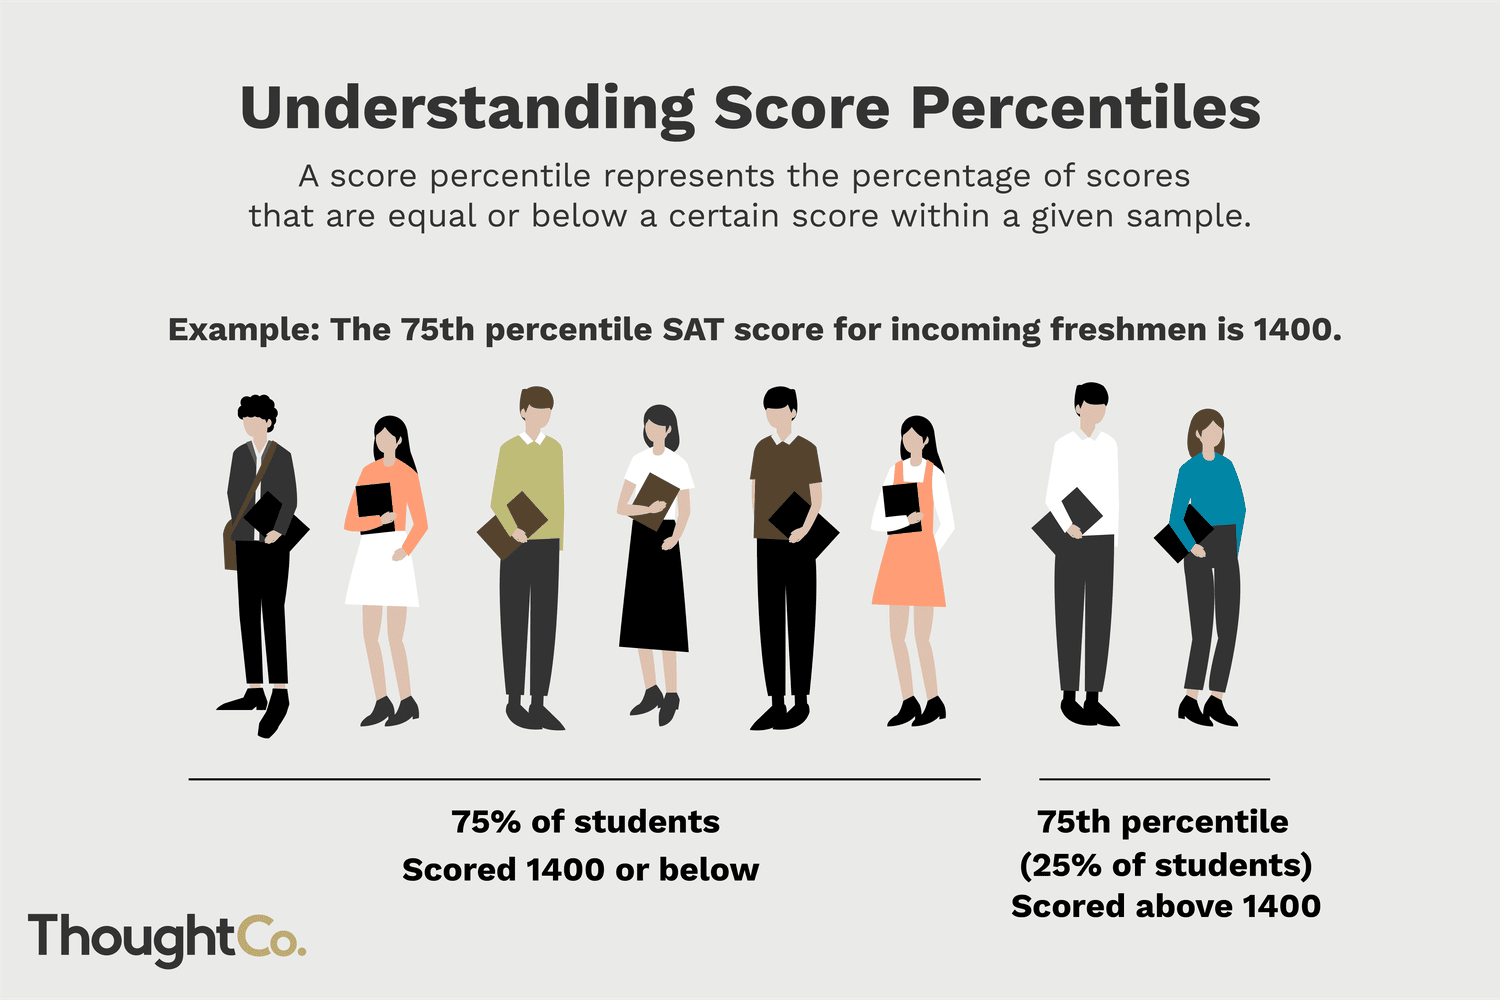 Understanding Score Percentiles
A score percentile represents the percentage of scores
that are equal or below a certain score within a given sample.
Example: The 75th percentile SAT score for incoming freshmen is 1400.
75% of students
Scored 1400 or below
75th percentile
(25% of students)
Scored above 1400
ThoughtCo.